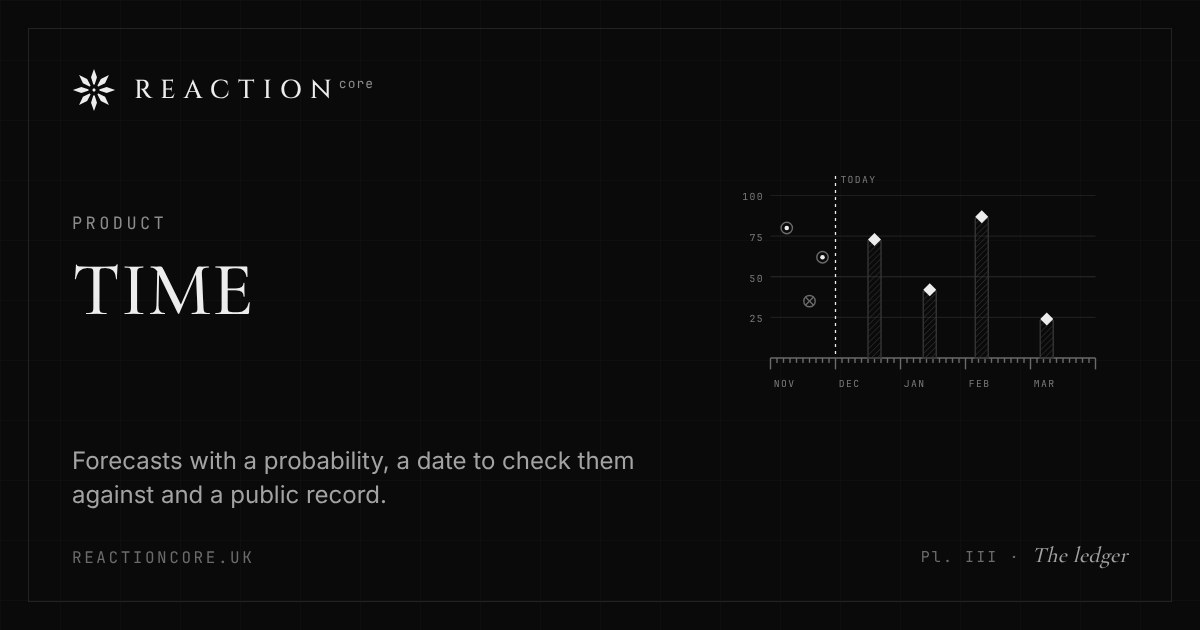 REACTION core
PRODUCT
TIME
TODAY
100
75
50
25
NOV DEC JAN FEB MAR
Forecasts with a probability, a date to check them
against and a public record.
REACTIONCORE.UK
Pl. III · The ledger